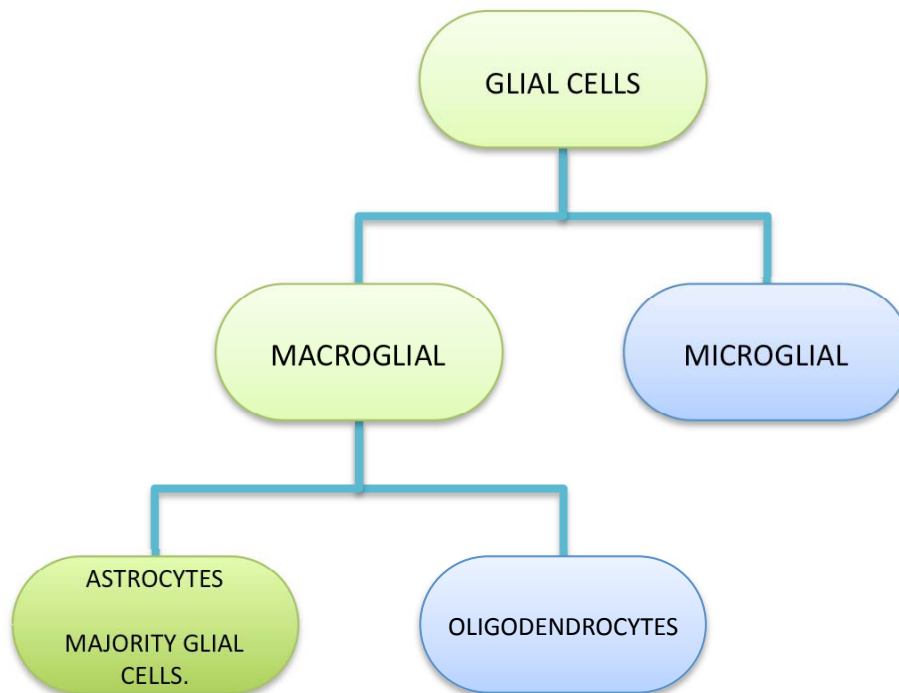 GLIAL CELLS
MACROGLIAL
MICROGLIAL
ASTROCYTES
MAJORITY GLIAL
CELLS.
OLIGODENDROCYTES